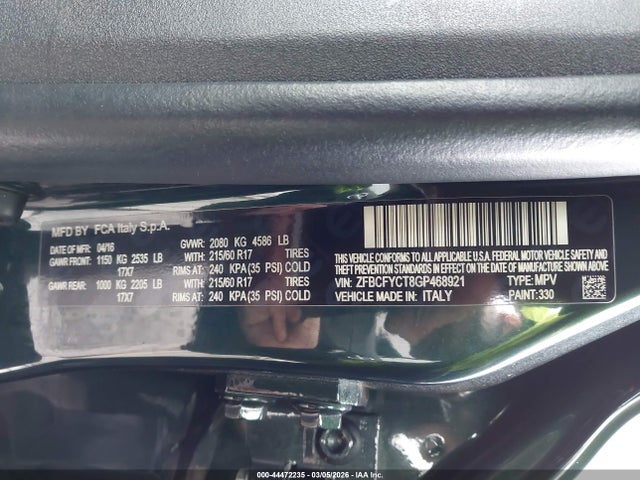 MFD BY FCA Italy S.p.A.
DATE OF MFR: 04/16 GVWR: 2080 KG 4586 LB
GAWR FRONT: 1150 KG 2535 LB WITH: 215/60 R17 TIRES
17X7 RIMS AT: 240 KPA(35 PSI) COLD
GAWR REAR: 1000 KG 2205 LB WITH: 215/60 R17 TIRES
17X7 RIMS AT: 240 KPA(35 PSI) COLD
THIS VEHICLE CONFORMS TO ALL APPLICABLE U.S.A. FEDERAL MOTOR VEHICLE SAFETY
AND THEFT PREVENTION STANDARDS IN EFFECT ON THE DATE OF MANUFACTURE SHOWN ABOVE.
VIN: ZFBCFYCT8GP468921 TYPE: MPV
VEHICLE MADE IN: ITALY PAINT: 330
000-44472235 - 03/05/2026 - IAAI.COM